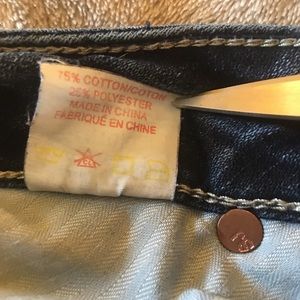 75% COTTON/COTON
25% POLYESTER
MADE IN CHINA
FABRIQUÉ EN CHINE